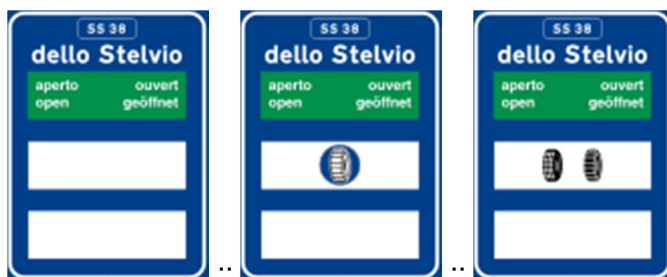 SS 38
dello Stelvio
aperto ouvert
open geöffnet
SS 38
dello Stelvio
aperto ouvert
open geöffnet
SS 38
dello Stelvio
aperto ouvert
open geöffnet
.. ..